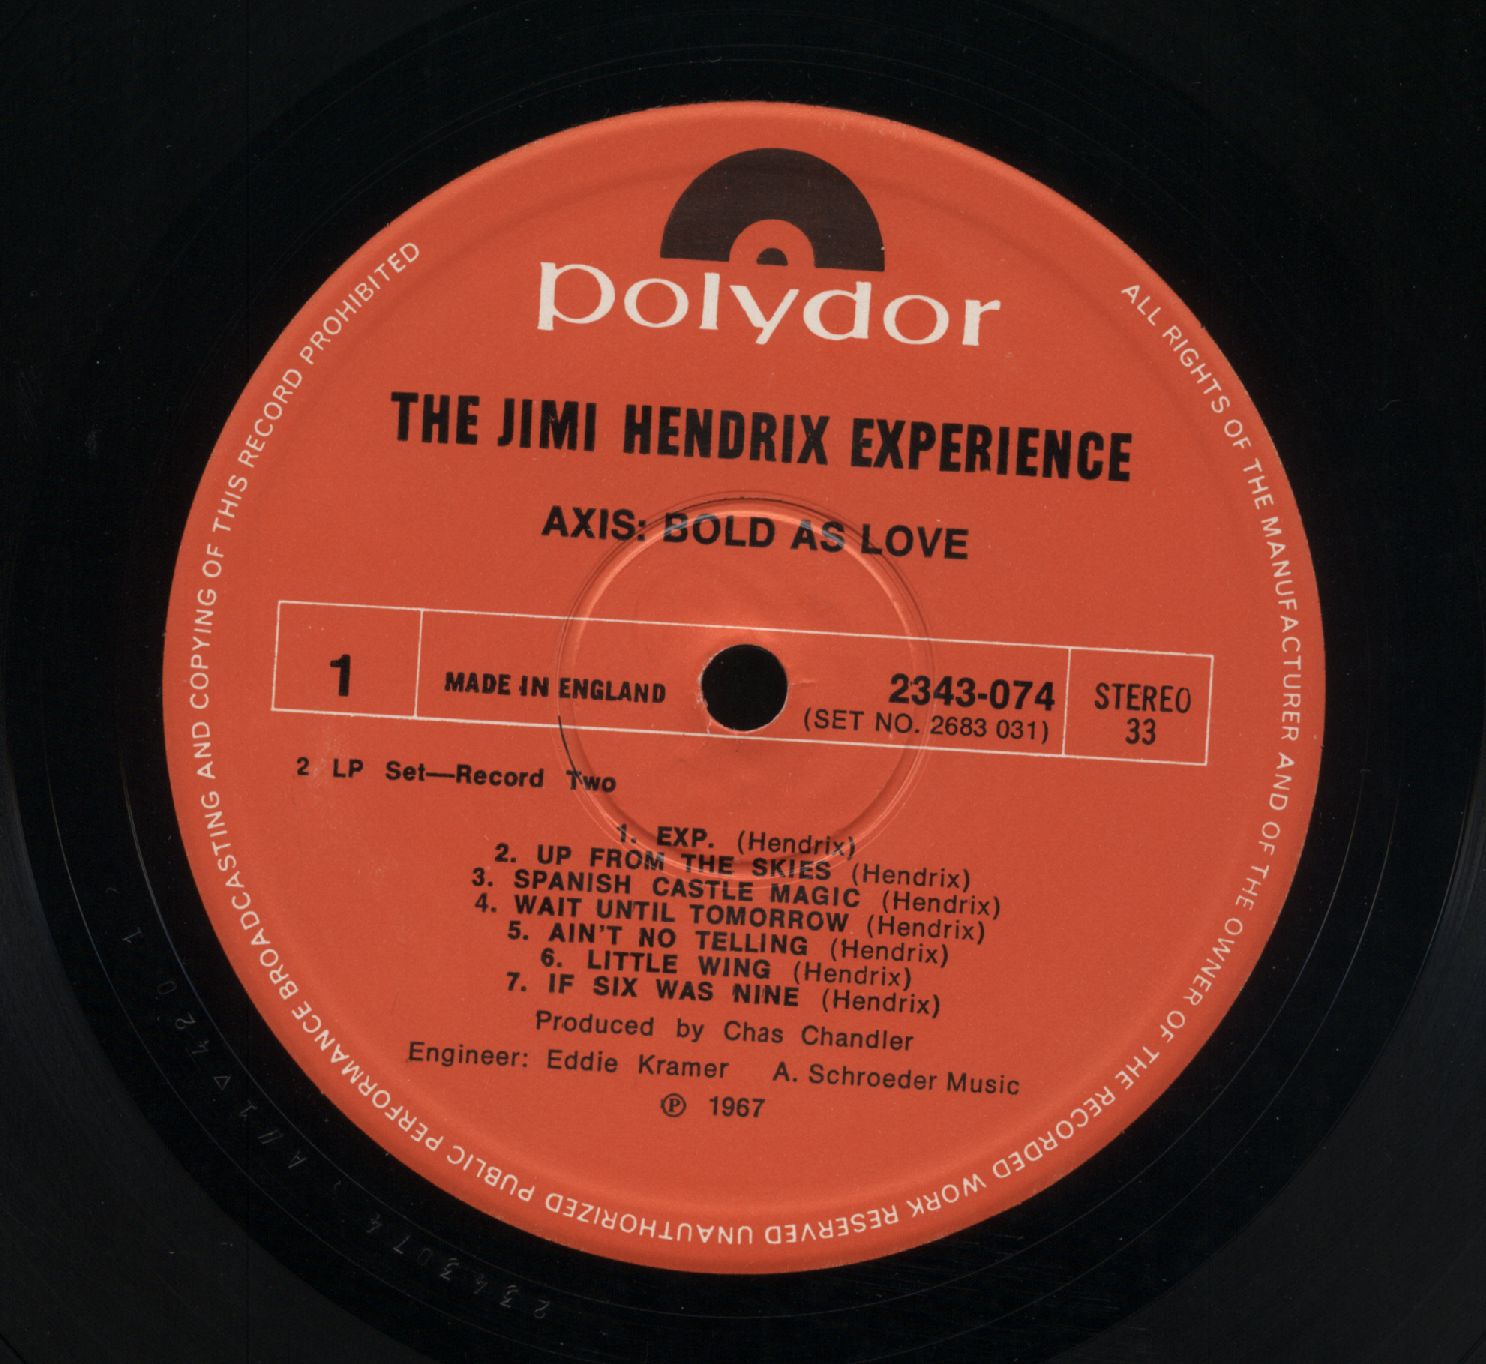 polydor
THE JIMI HENDRIX EXPERIENCE
AXIS: BOLD AS LOVE
1
MADE IN ENGLAND
2343-074
(SET NO. 2683 031)
STEREO
33
2 LP Set—Record Two
1. EXP. (Hendrix)
2. UP FROM THE SKIES (Hendrix)
3. SPANISH CASTLE MAGIC (Hendrix)
4. WAIT UNTIL TOMORROW (Hendrix)
5. AIN'T NO TELLING (Hendrix)
6. LITTLE WING (Hendrix)
7. IF SIX WAS NINE (Hendrix)
Produced by Chas Chandler
Engineer: Eddie Kramer A. Schroeder Music
℗ 1967
ALL RIGHTS OF THE MANUFACTURER AND OF THE OWNER OF THE RECORDED WORK RESERVED UNAUTHORIZED PUBLIC PERFORMANCE BROADCASTING AND COPYING OF THIS RECORD PROHIBITED
2343074